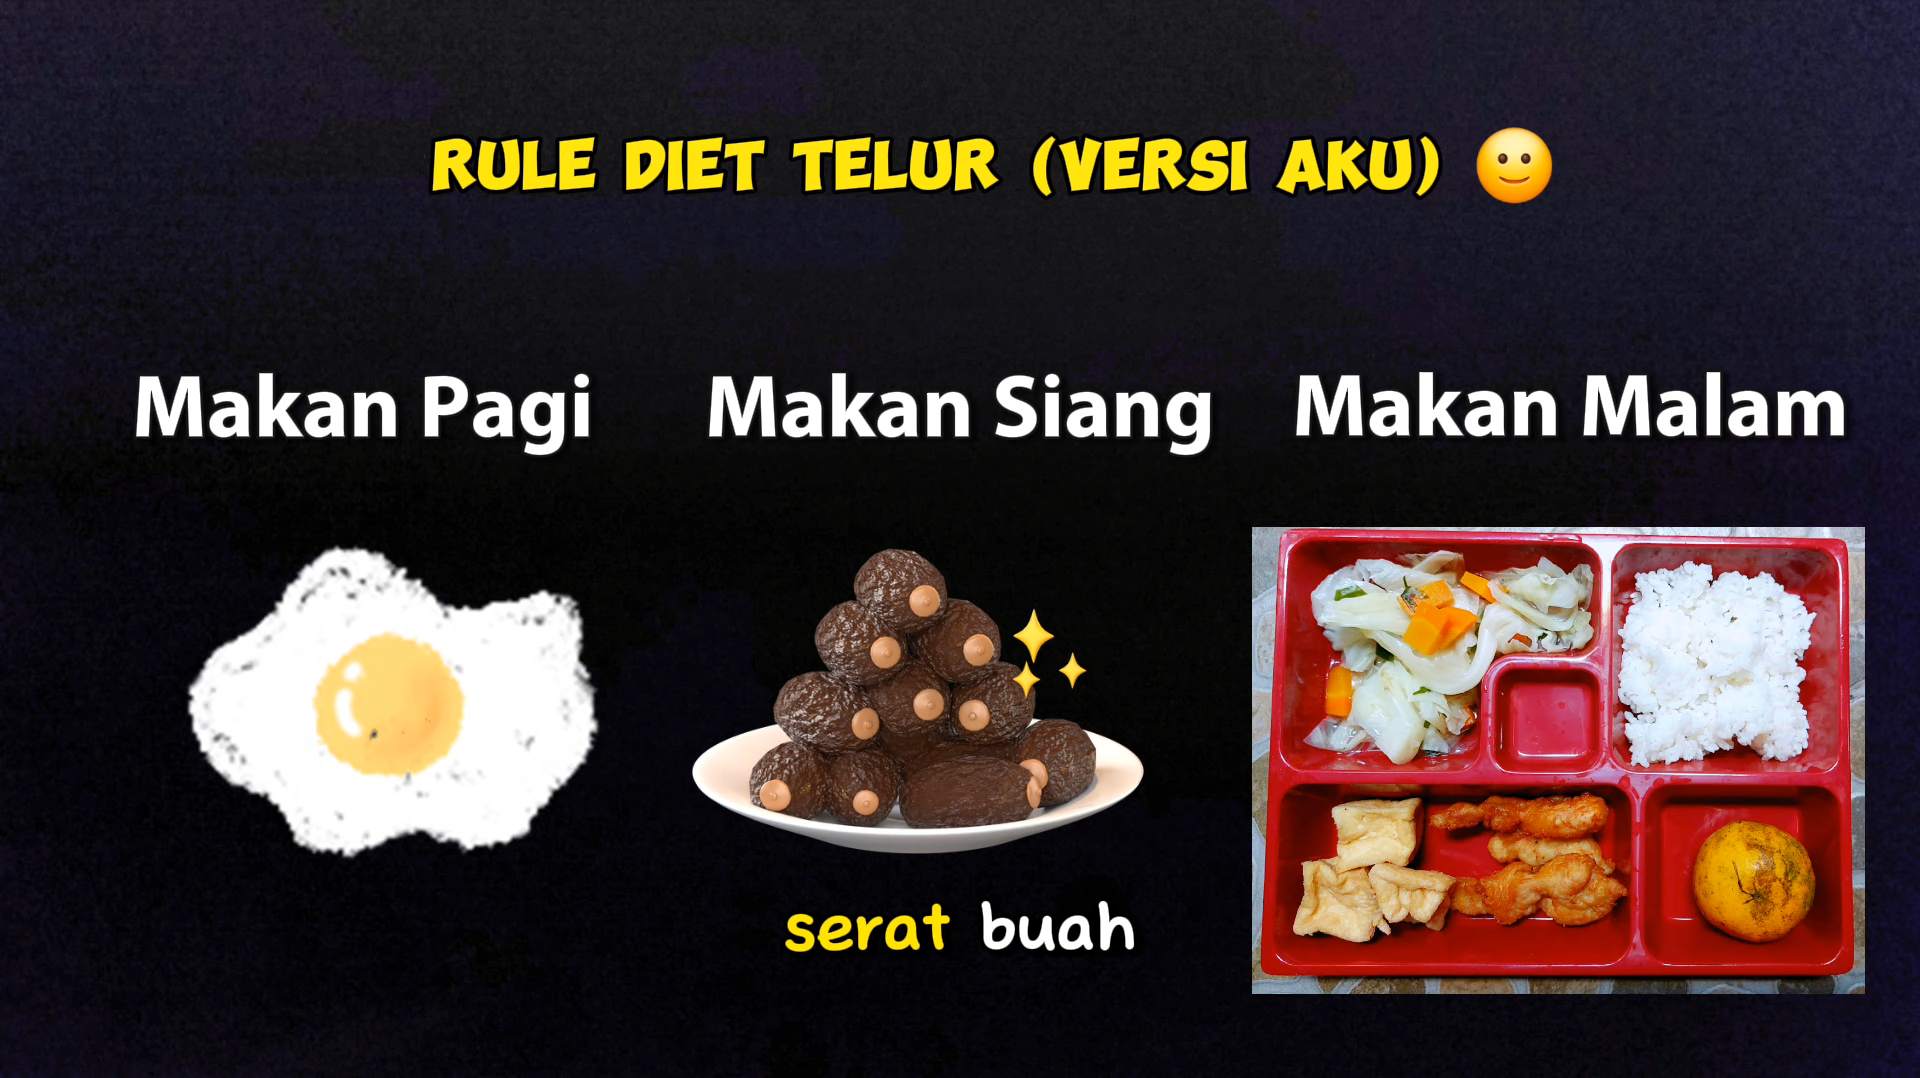 RULE DIET TELUR (VERSI AKU) 🙂
Makan Pagi
Makan Siang
Makan Malam
serat buah